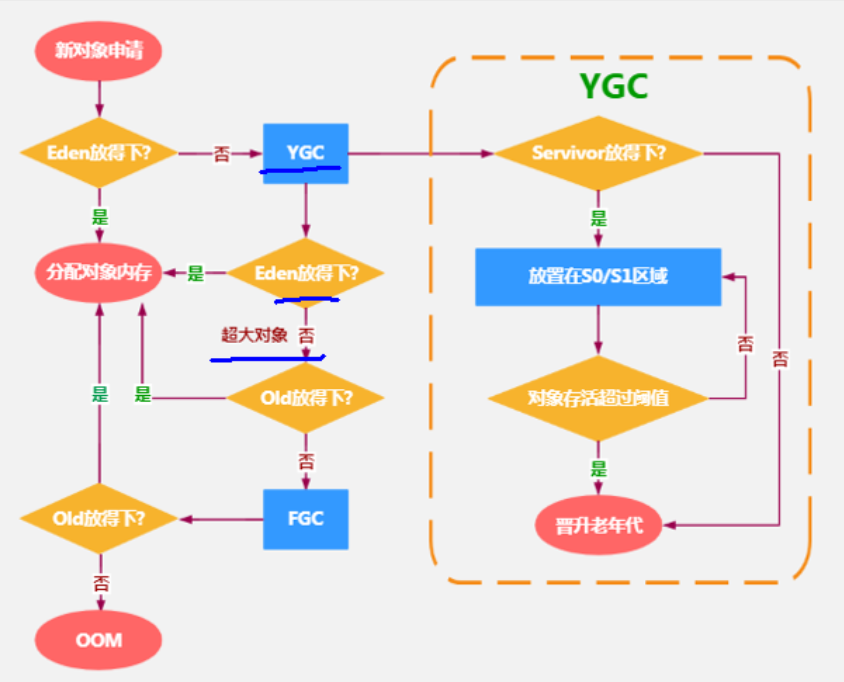 新对象申请
YGC
Eden放得下?
否
YGC
Servivor放得下?
是
是
分配对象内存
是
Eden放得下?
放置在S0/S1区域
超大对象
否
否
否
是
是
Old放得下?
对象存活超过阈值
否
是
Old放得下?
FGC
晋升老年代
否
OOM